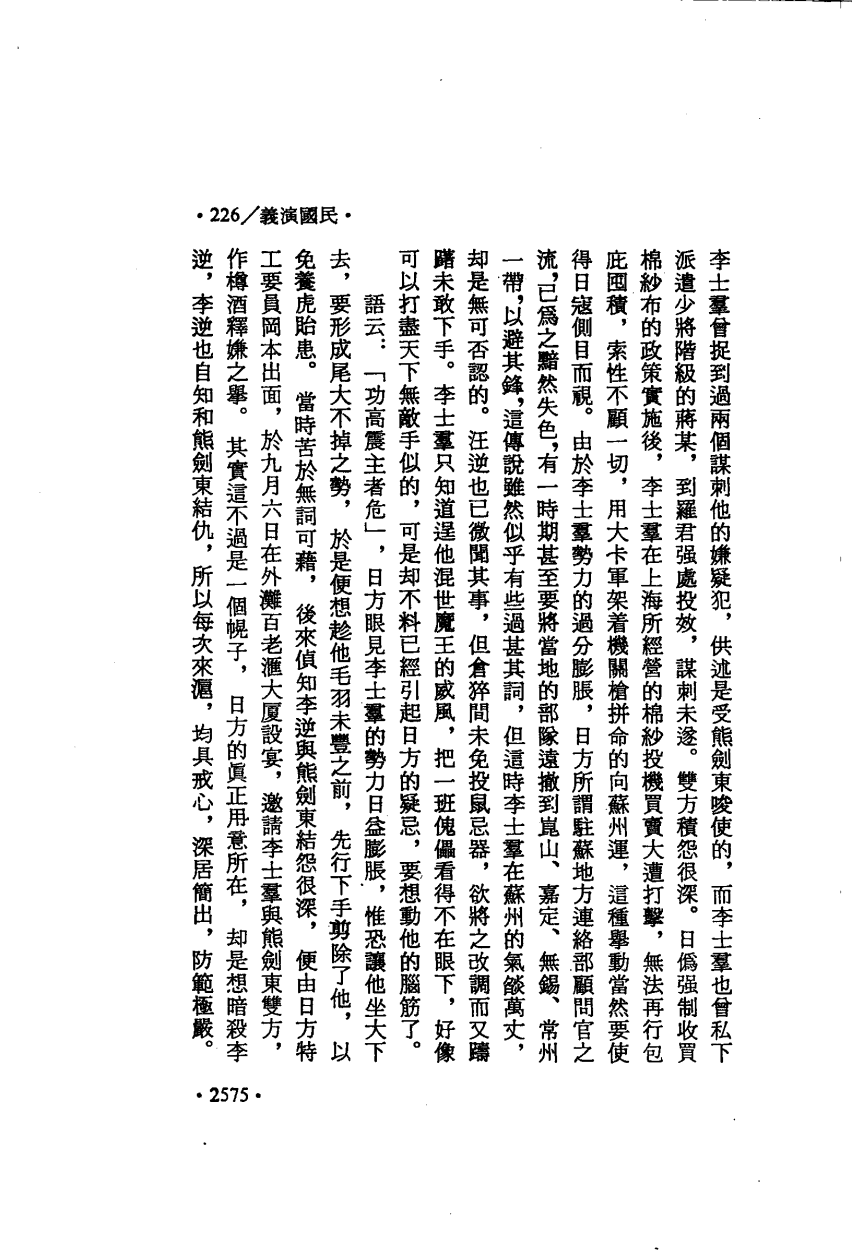 •226／義演國民•
李士羣曾捉到過兩個謀刺他的嫌疑犯，供述是受熊劍東唆使的，而李士羣也曾私下
派遣少將階級的蔣某，到羅君强處投效，謀刺未遂。雙方積怨很深。日僞强制收買
棉紗布的政策實施後，李士羣在上海所經營的棉紗投機買賣大遭打擊，無法再行包
庇囤積，索性不顧一切，用大卡軍架着機關槍拼命的向蘇州運，這種舉動當然要使
得日寇側目而視。由於李士羣勢力的過分膨脹，日方所謂駐蘇地方連絡部顧問官之
流，已爲之黯然失色，有一時期甚至要將當地的部隊遠撤到崑山、嘉定、無錫、常州
一帶，以避其鋒，這傳說雖然似乎有些過甚其詞，但這時李士羣在蘇州的氣燄萬丈，
却是無可否認的。汪逆也已微聞其事，但倉猝間未免投鼠忌器，欲將之改調而又躊
躇未敢下手。李士羣只知道逞他混世魔王的威風，把一班傀儡看得不在眼下，好像
可以打盡天下無敵手似的，可是却不料已經引起日方的疑忌，要想動他的腦筋了。
語云：「功高震主者危」，日方眼見李士羣的勢力日益膨脹，惟恐讓他坐大下
去，要形成尾大不掉之勢，於是便想趁他毛羽未豐之前，先行下手剪除了他，以
免養虎貽患。當時苦於無詞可藉，後來偵知李逆與熊劍東結怨很深，便由日方特
工要員岡本出面，於九月六日在外灘百老滙大厦設宴，邀請李士羣與熊劍東雙方，
作樽酒釋嫌之舉。其實這不過是一個幌子，日方的眞正用意所在，却是想暗殺李
逆，李逆也自知和熊劍東結仇，所以每次來滬，均具戒心，深居簡出，防範極嚴。
•2575•